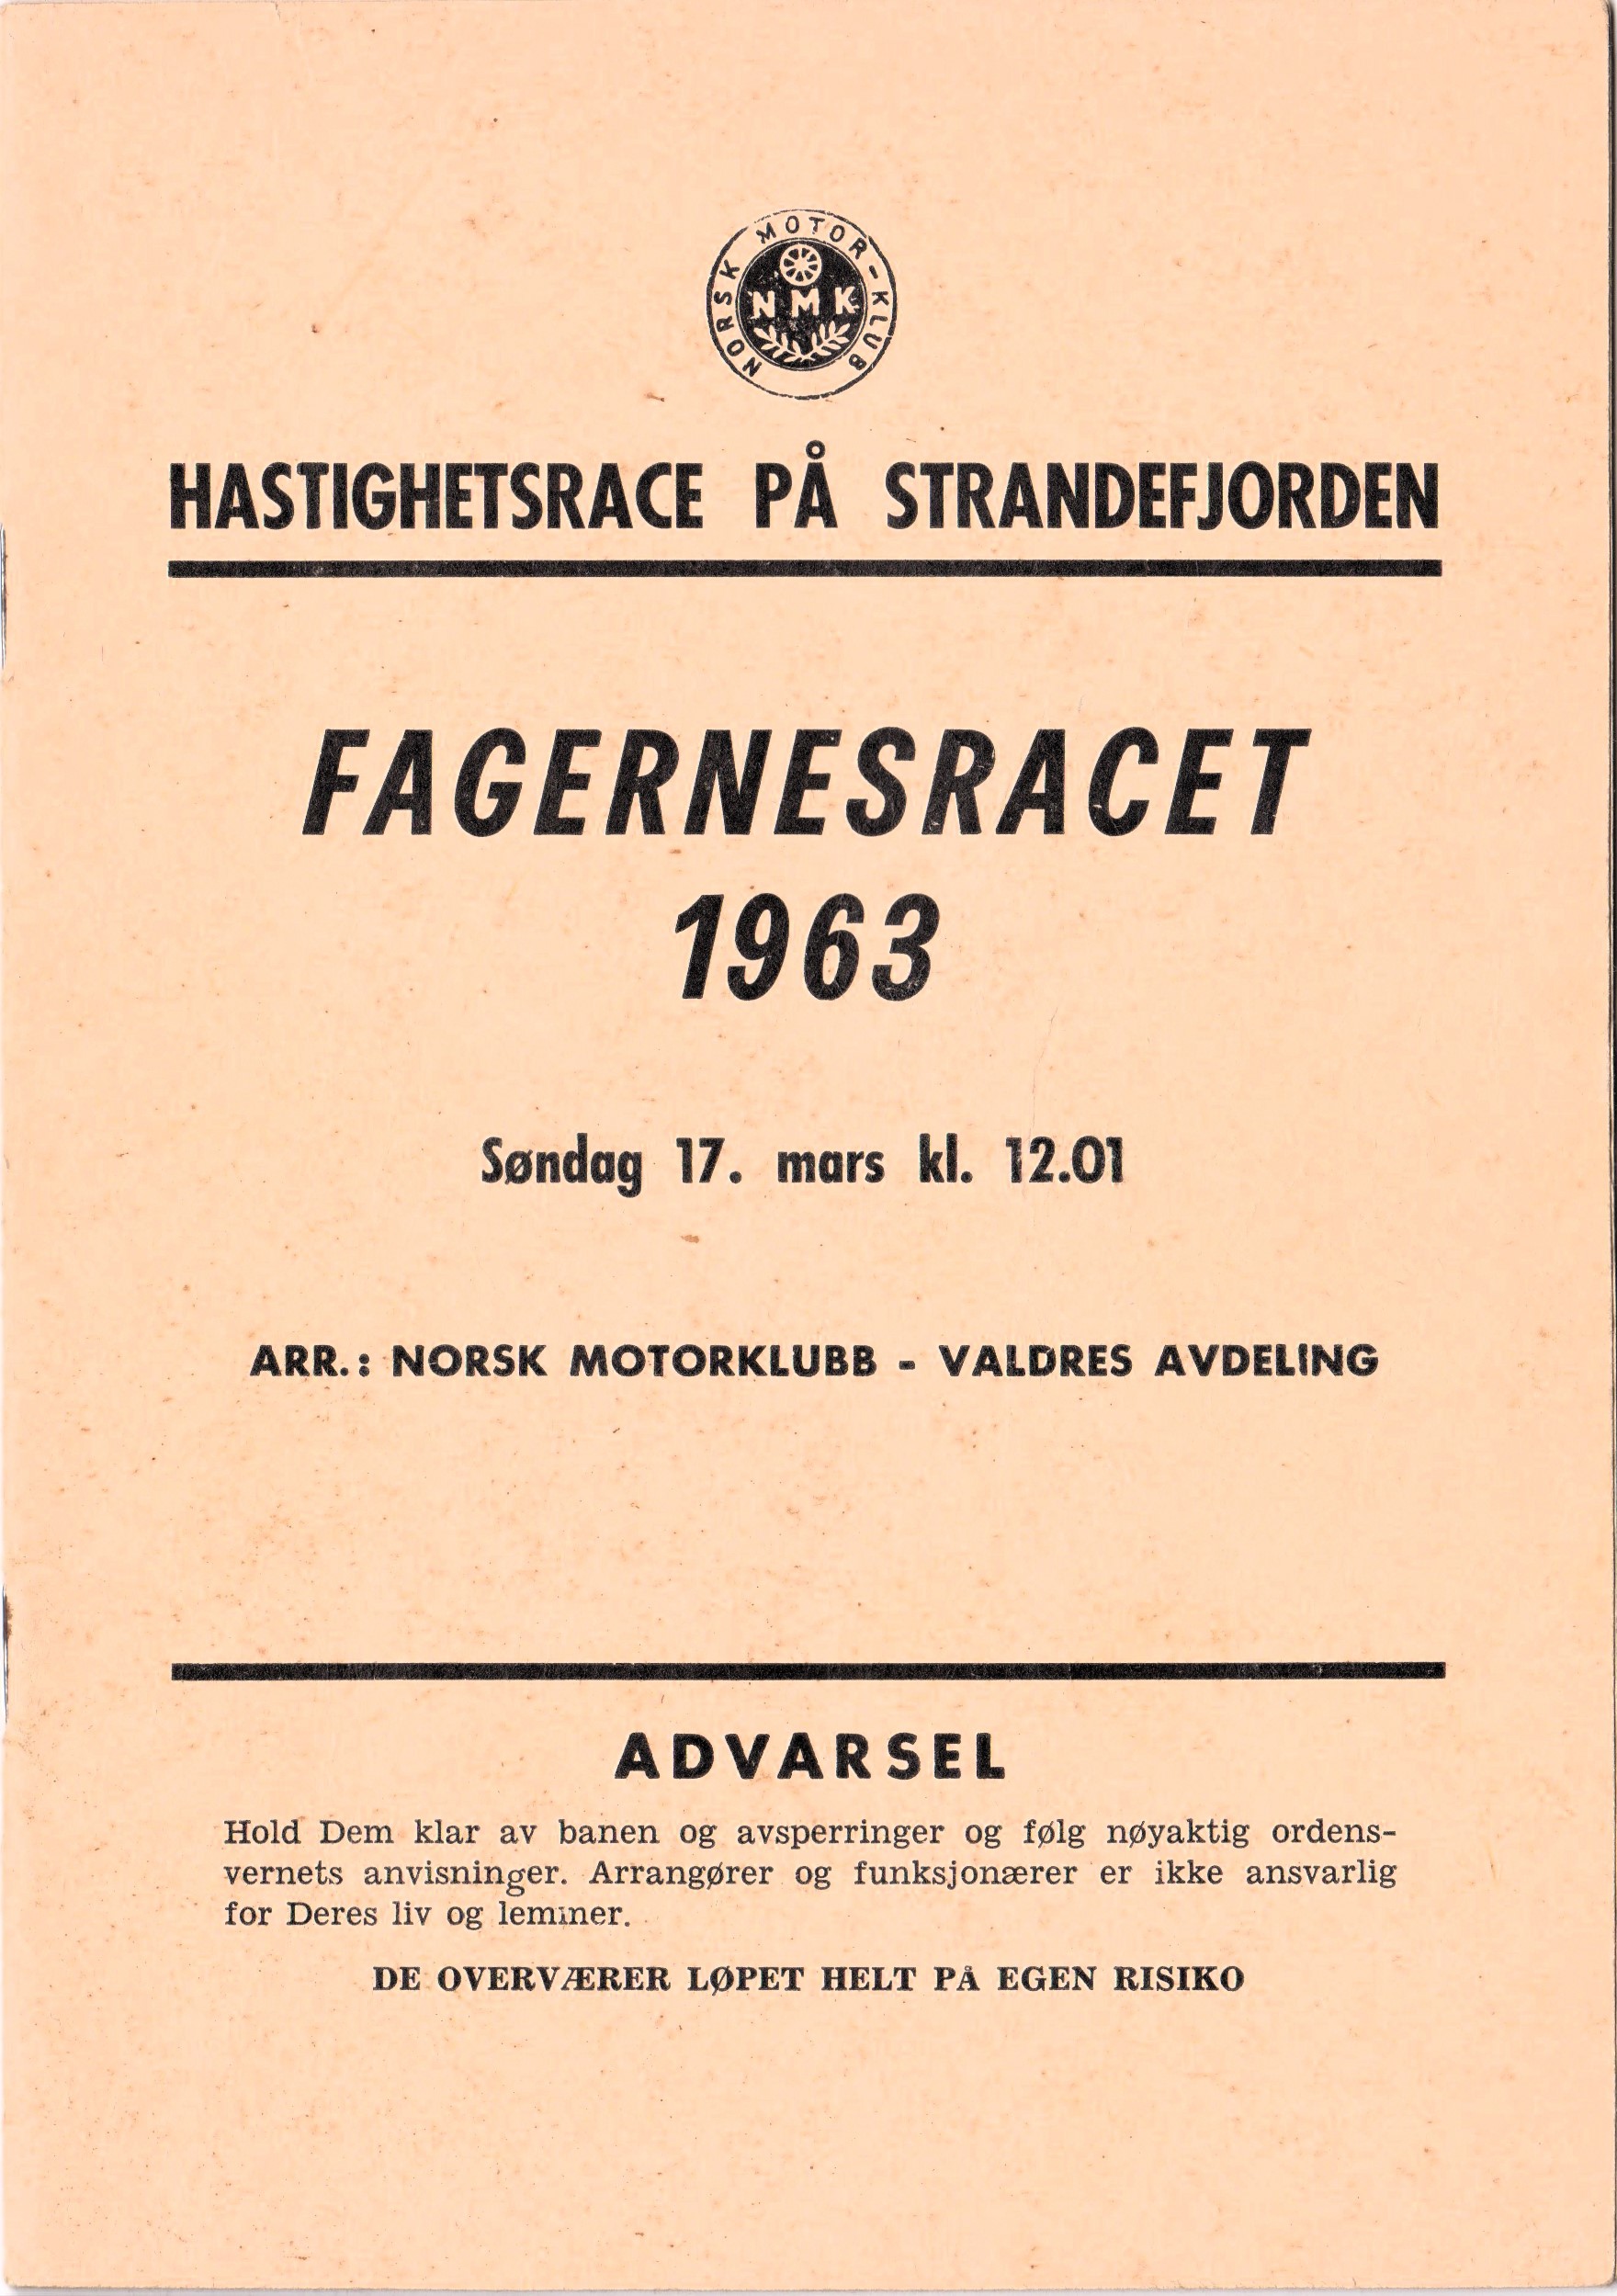 NORSK MOTOR-KLUB
NMK
HASTIGHETSRACE PÅ STRANDEFJORDEN
FAGERNESRACET
1963
Søndag 17. mars kl. 12.01
ARR.: NORSK MOTORKLUBB - VALDRES AVDELING
ADVARSEL
Hold Dem klar av banen og avsperringer og følg nøyaktig ordens-
vernets anvisninger. Arrangører og funksjonærer er ikke ansvarlig
for Deres liv og lemmer.
DE OVERVÆRER LØPET HELT PÅ EGEN RISIKO